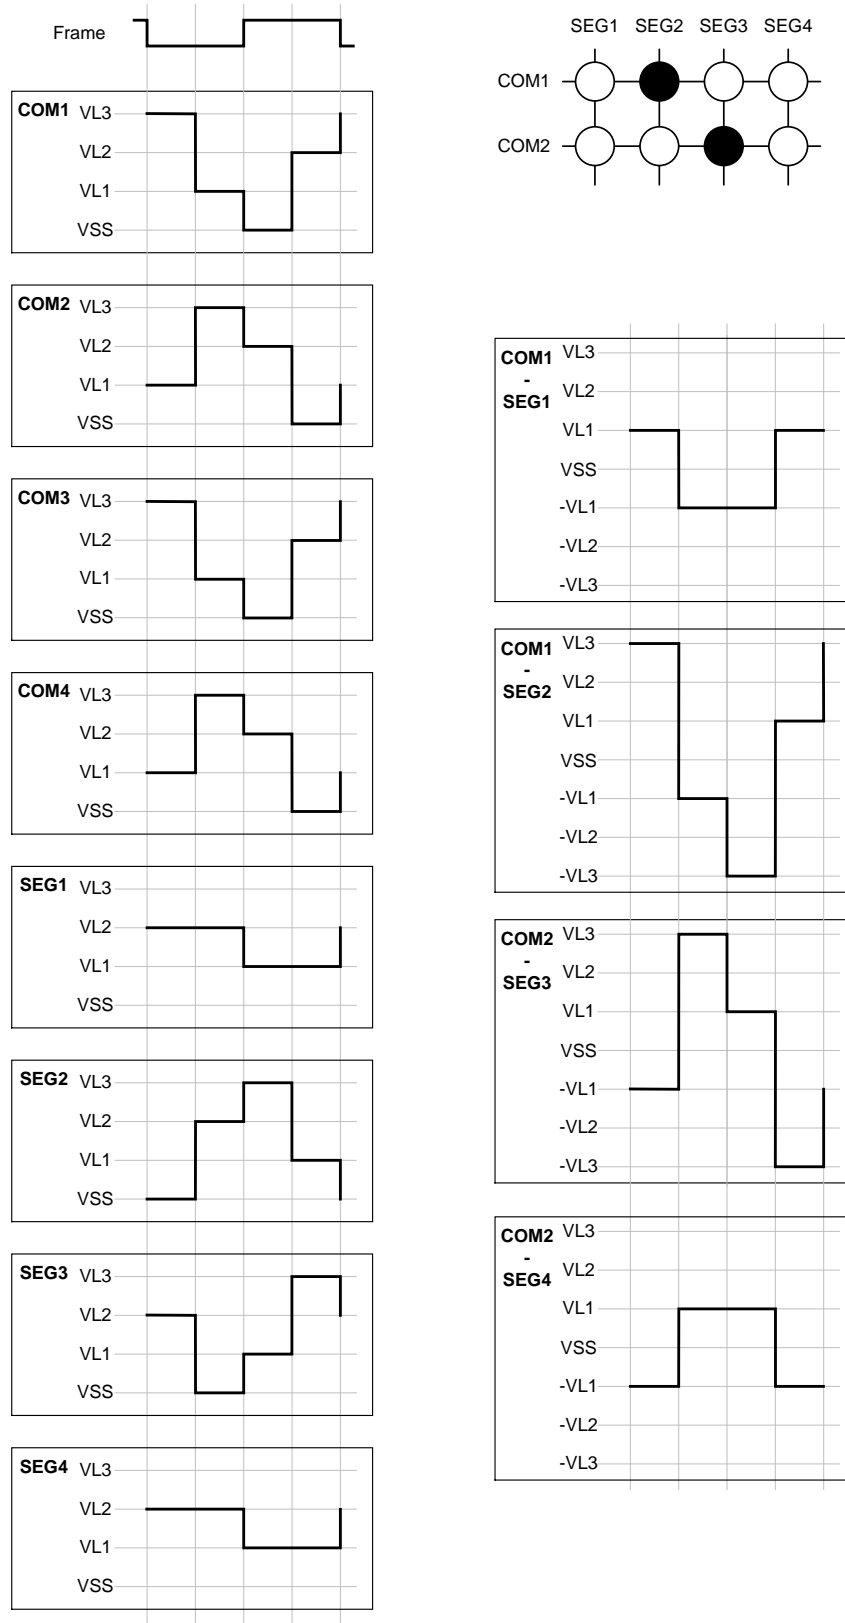 Frame
COM1 VL3
VL2
VL1
VSS
COM2 VL3
VL2
VL1
VSS
COM3 VL3
VL2
VL1
VSS
COM4 VL3
VL2
VL1
VSS
SEG1 VL3
VL2
VL1
VSS
SEG2 VL3
VL2
VL1
VSS
SEG3 VL3
VL2
VL1
VSS
SEG4 VL3
VL2
VL1
VSS
SEG1 SEG2 SEG3 SEG4
COM1
COM2
COM1
-
SEG1
VL3
VL2
VL1
VSS
-VL1
-VL2
-VL3
COM1
-
SEG2
VL3
VL2
VL1
VSS
-VL1
-VL2
-VL3
COM2
-
SEG3
VL3
VL2
VL1
VSS
-VL1
-VL2
-VL3
COM2
-
SEG4
VL3
VL2
VL1
VSS
-VL1
-VL2
-VL3